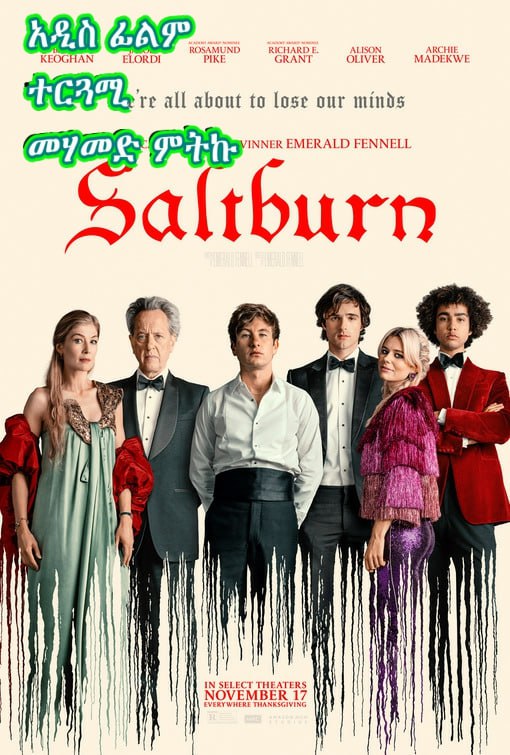 አዲስ ፊልም
KEOGHAN ELORDI ROSAMUND PIKE RICHARD E. GRANT ALISON OLIVER ARCHIE MADEKWE
ተርጓሚ
're all about to lose our minds
መሃመድ ምትኩ
WINNER EMERALD FENNELL
Saltburn
IN SELECT THEATERS
NOVEMBER 17
EVERYWHERE THANKSGIVING